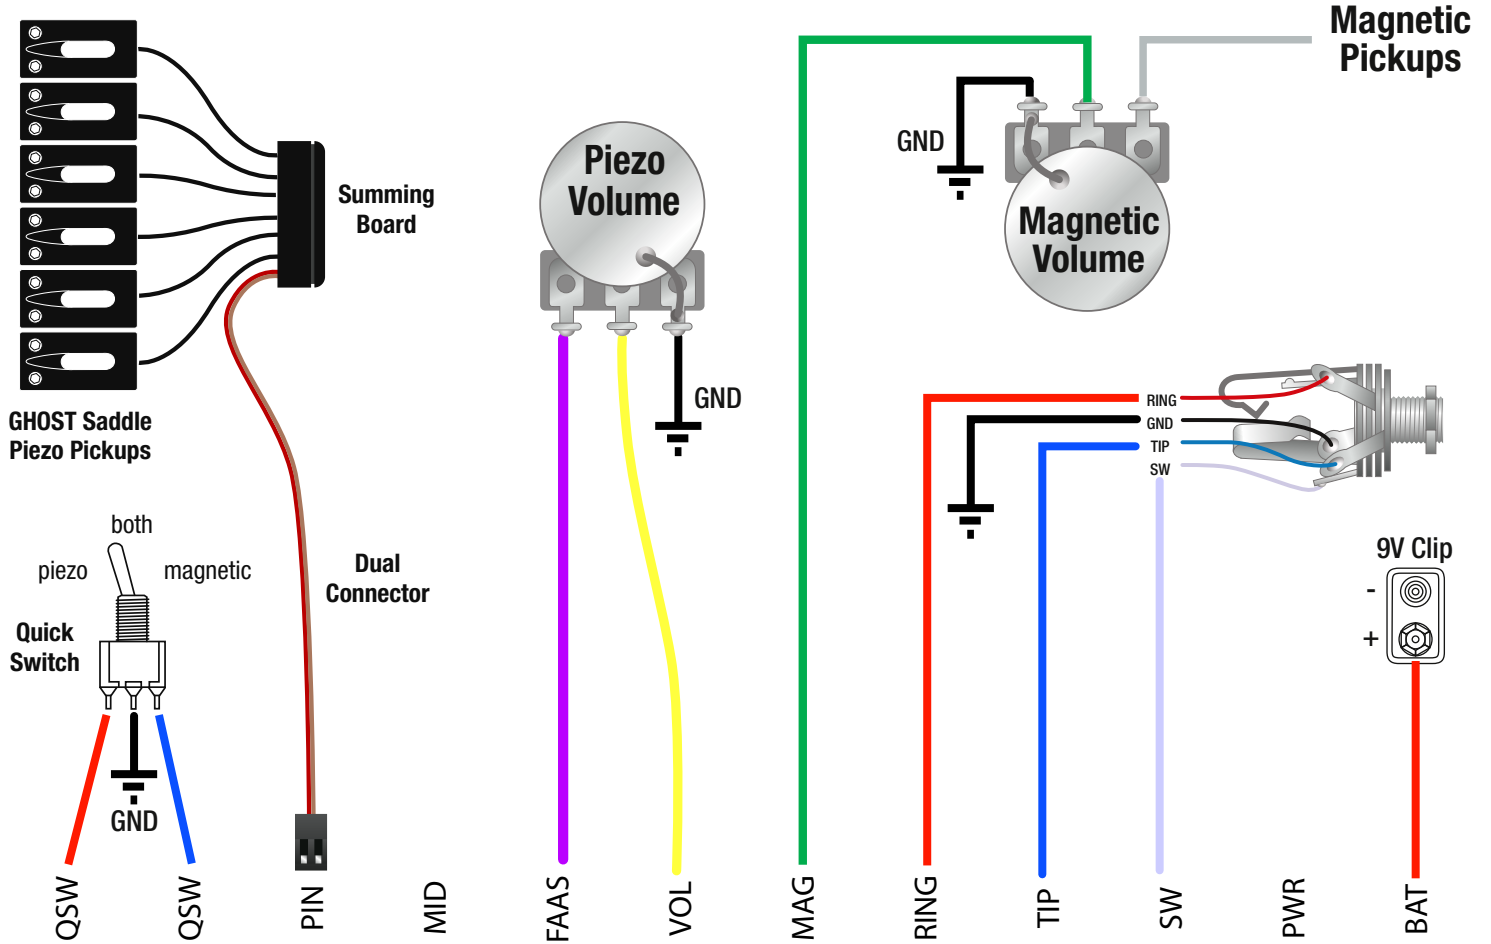 Magnetic
Pickups
GND
Piezo
Volume
Magnetic
Volume
Summing
Board
GND
GHOST Saddle
Piezo Pickups
RING
GND
TIP
SW
both
piezo
magnetic
Quick
Switch
Dual
Connector
9V Clip
-
+
GND
QSW
QSW
PIN
MID
FAAS
VOL
MAG
RING
TIP
SW
PWR
BAT